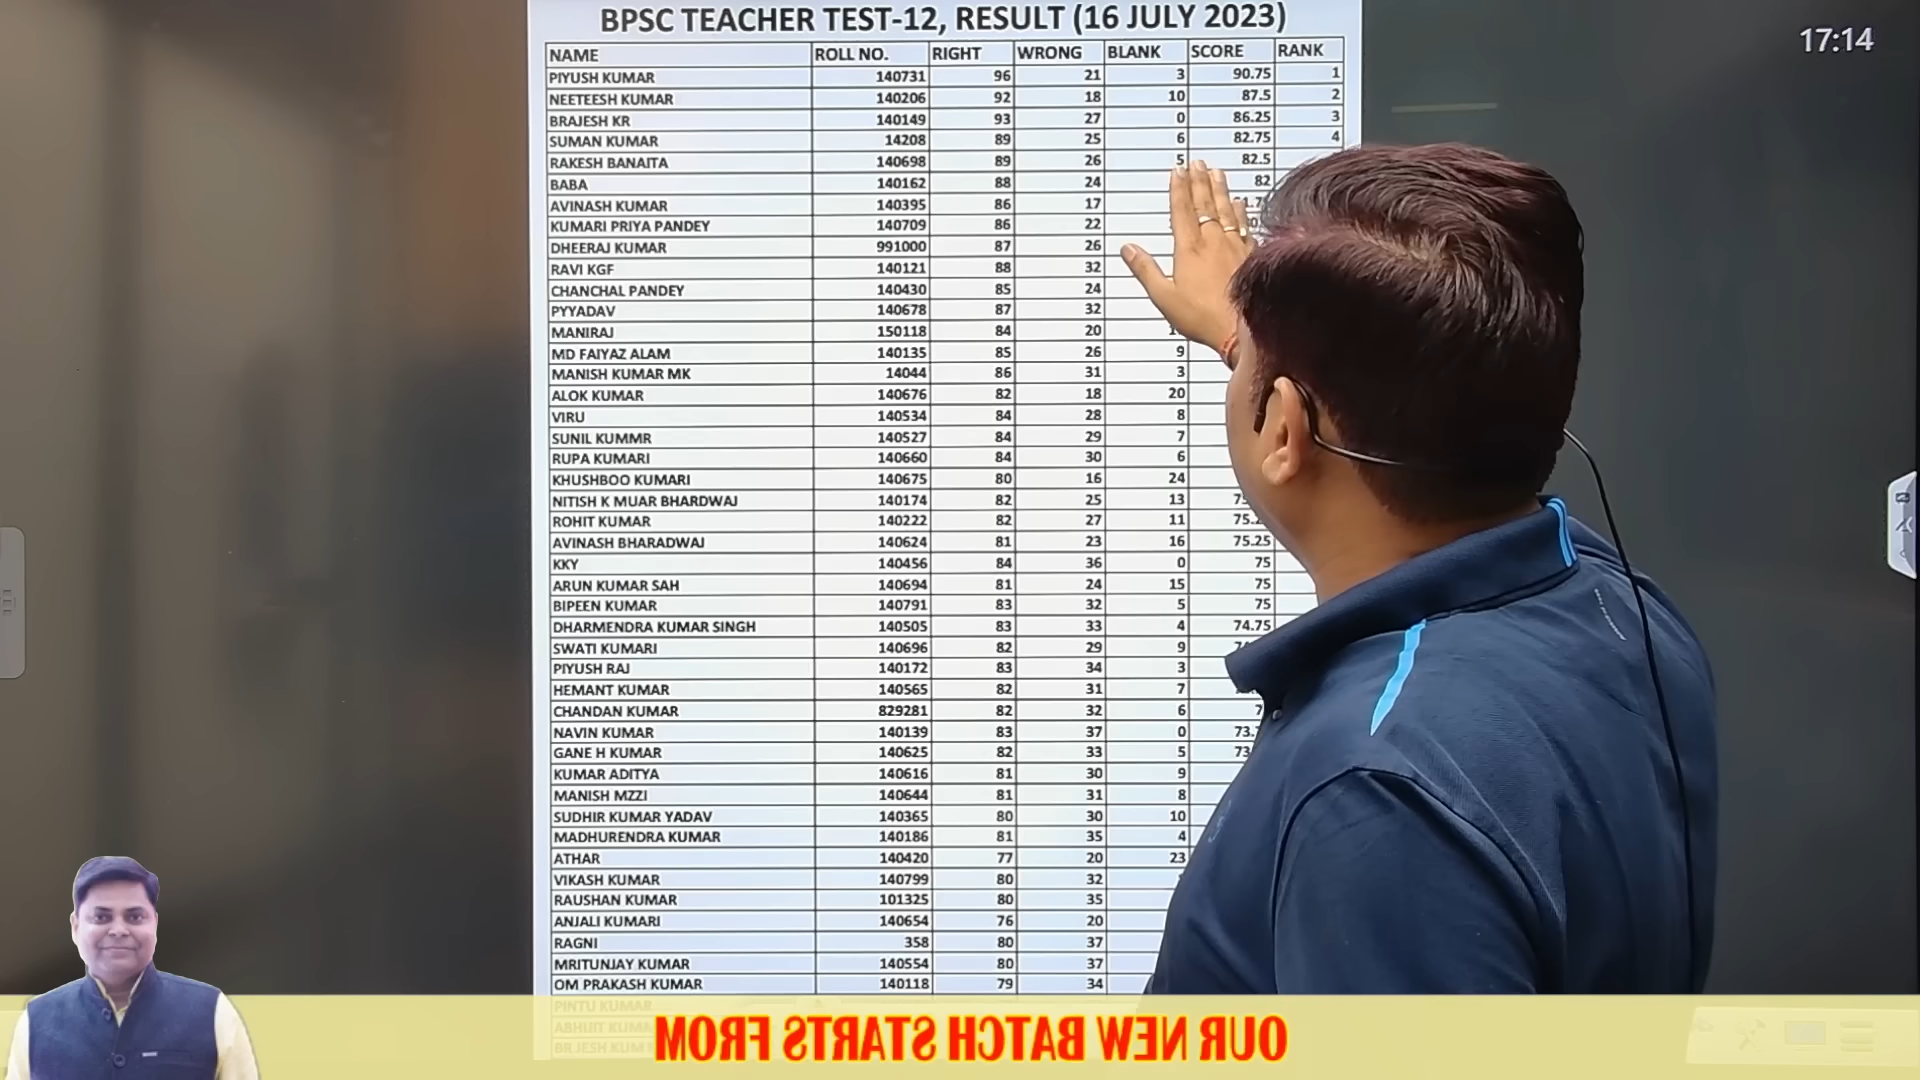 BPSC TEACHER TEST-12, RESULT (16 JULY 2023)
17:14
NAME ROLL NO. RIGHT WRONG BLANK SCORE RANK
PIYUSH KUMAR 140731 96 21 3 90.75 1
NEETEESH KUMAR 140206 92 18 10 87.5 2
BRAJESH KR 140149 93 27 0 86.25 3
SUMAN KUMAR 14208 89 25 6 82.75 4
RAKESH BANAITA 140698 89 26 5 82.5
BABA 140162 88 24 82
AVINASH KUMAR 140395 86 17
KUMARI PRIYA PANDEY 140709 86 22
DHEERAJ KUMAR 991000 87 26
RAVI KGF 140121 88 32
CHANCHAL PANDEY 140430 85 24
PYYADAV 140678 87 32
MANIRAJ 150118 84 20
MD FAIYAZ ALAM 140135 85 26 9
MANISH KUMAR MK 14044 86 31 3
ALOK KUMAR 140676 82 18 20
VIRU 140534 84 28 8
SUNIL KUMMR 140527 84 29 7
RUPA KUMARI 140660 84 30 6
KHUSHBOO KUMARI 140675 80 16 24
NITISH K MUAR BHARDWAJ 140174 82 25 13
ROHIT KUMAR 140222 82 27 11
AVINASH BHARADWAJ 140624 81 23 16 75.25
KKY 140456 84 36 0 75
ARUN KUMAR SAH 140694 81 24 15 75
BIPEEN KUMAR 140791 83 32 5 75
DHARMENDRA KUMAR SINGH 140505 83 33 4 74.75
SWATI KUMARI 140696 82 29 9
PIYUSH RAJ 140172 83 34 3
HEMANT KUMAR 140565 82 31 7
CHANDAN KUMAR 829281 82 32 6
NAVIN KUMAR 140139 83 37 0
GANE H KUMAR 140625 82 33 5
KUMAR ADITYA 140616 81 30 9
MANISH MZZI 140644 81 31 8
SUDHIR KUMAR YADAV 140365 80 30 10
MADHURENDRA KUMAR 140186 81 35 4
ATHAR 140420 77 20 23
VIKASH KUMAR 140799 80 32
RAUSHAN KUMAR 101325 80 35
ANJALI KUMARI 140654 76 20
RAGNI 358 80 37
MRITUNJAY KUMAR 140554 80 37
OM PRAKASH KUMAR 140118 79 34
PINTU KUMAR
OUR NEW BATCH STARTS FROM